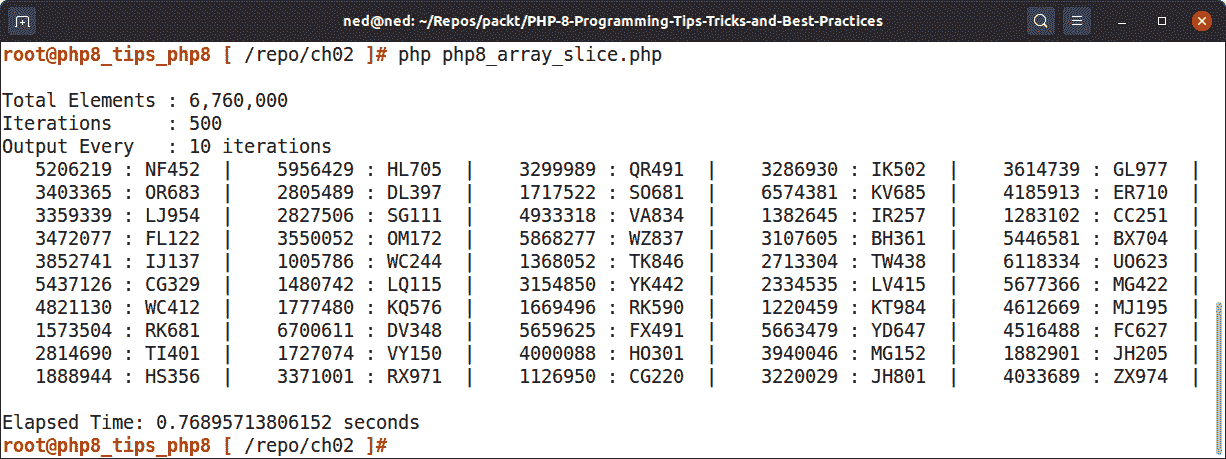 ned@ned: ~/Repos/packt/PHP-8-Programming-Tips-Tricks-and-Best-Practices
root@php8_tips_php8 [ /repo/ch02 ]# php php8_array_slice.php
Total Elements : 6,760,000
Iterations     : 500
Output Every   : 10 iterations
   5206219 : NF452  |    5956429 : HL705  |    3299989 : QR491  |    3286930 : IK502  |    3614739 : GL977  |
   3403365 : OR683  |    2805489 : DL397  |    1717522 : SO681  |    6574381 : KV685  |    4185913 : ER710  |
   3359339 : LJ954  |    2827506 : SG111  |    4933318 : VA834  |    1382645 : IR257  |    1283102 : CC251  |
   3472077 : FL122  |    3550052 : OM172  |    5868277 : WZ837  |    3107605 : BH361  |    5446581 : BX704  |
   3852741 : IJ137  |    1005786 : WC244  |    1368052 : TK846  |    2713304 : TW438  |    6118334 : UO623  |
   5437126 : CG329  |    1480742 : LQ115  |    3154850 : YK442  |    2334535 : LV415  |    5677366 : MG422  |
   4821130 : WC412  |    1777480 : KQ576  |    1669496 : RK590  |    1220459 : KT984  |    4612669 : MJ195  |
   1573504 : RK681  |    6700611 : DV348  |    5659625 : FX491  |    5663479 : YD647  |    4516488 : FC627  |
   2814690 : TI401  |    1727074 : VY150  |    4000088 : HO301  |    3940046 : MG152  |    1882901 : JH205  |
   1888944 : HS356  |    3371001 : RX971  |    1126950 : CG220  |    3220029 : JH801  |    4033689 : ZX974  |
Elapsed Time: 0.76895713806152 seconds
root@php8_tips_php8 [ /repo/ch02 ]#